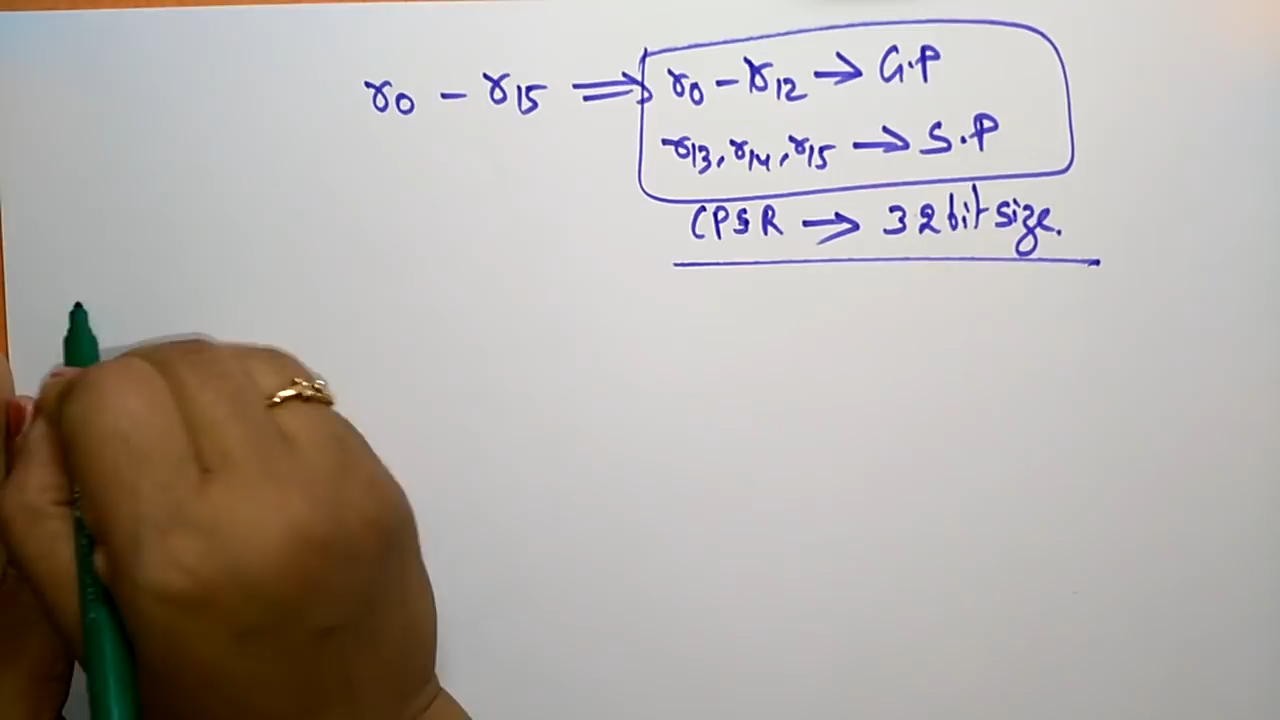 r0 - r15 ⇒ r0 - r12 → G.P
r13, r14, r15 → S.P
CPSR → 32 bit size.